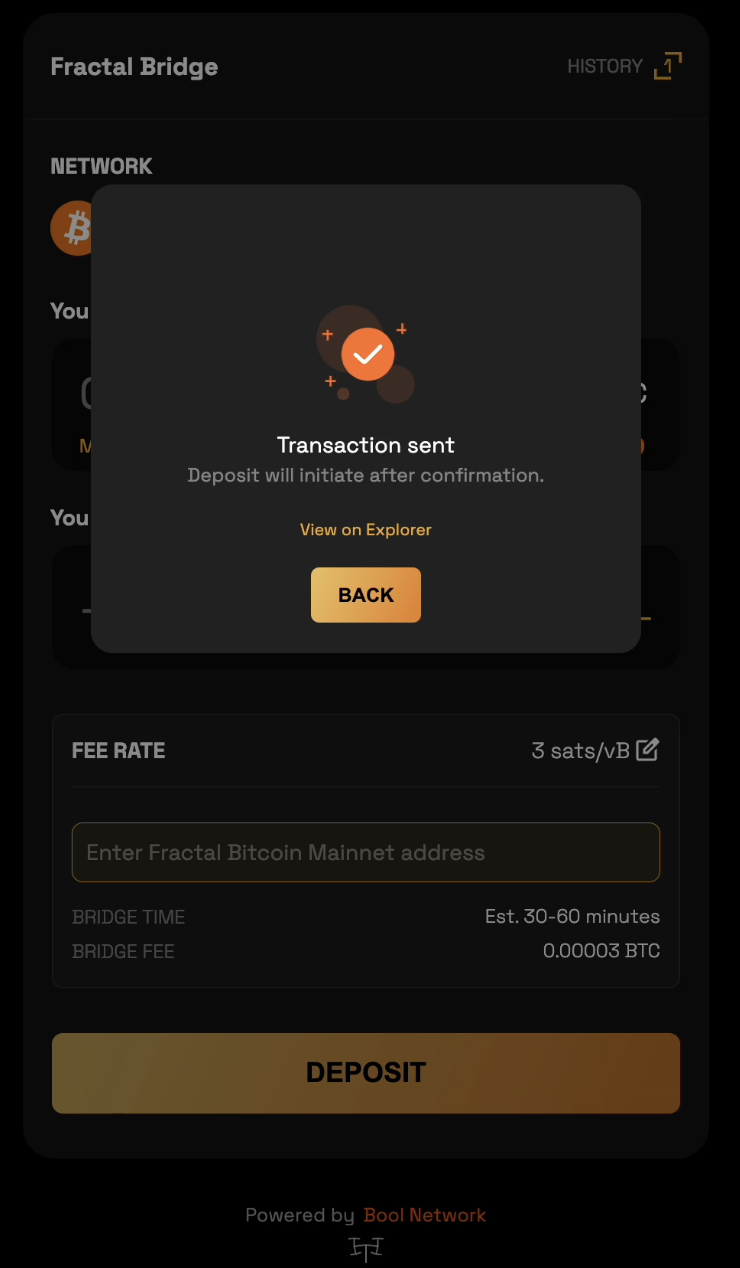 Fractal Bridge
HISTORY 1
NETWORK
You
Transaction sent
Deposit will initiate after confirmation.
You
View on Explorer
BACK
FEE RATE
3 sats/vB
Enter Fractal Bitcoin Mainnet address
BRIDGE TIME
Est. 30-60 minutes
BRIDGE FEE
0.00003 BTC
DEPOSIT
Powered by Bool Network